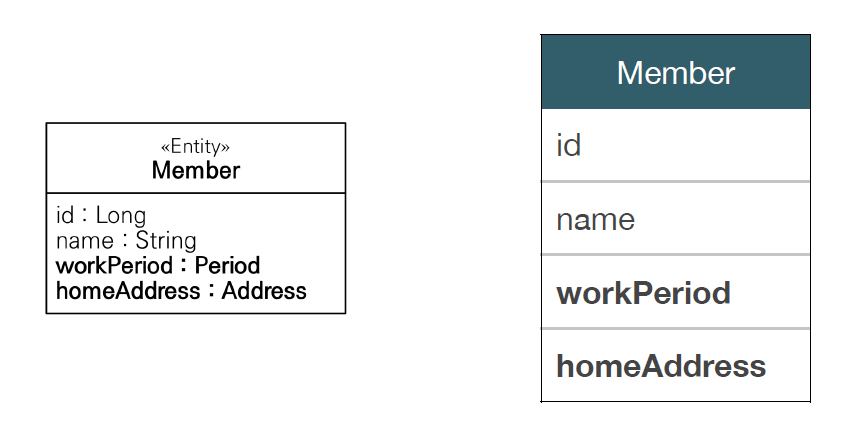 «Entity»
Member
id : Long
name : String
workPeriod : Period
homeAddress : Address
Member
id
name
workPeriod
homeAddress